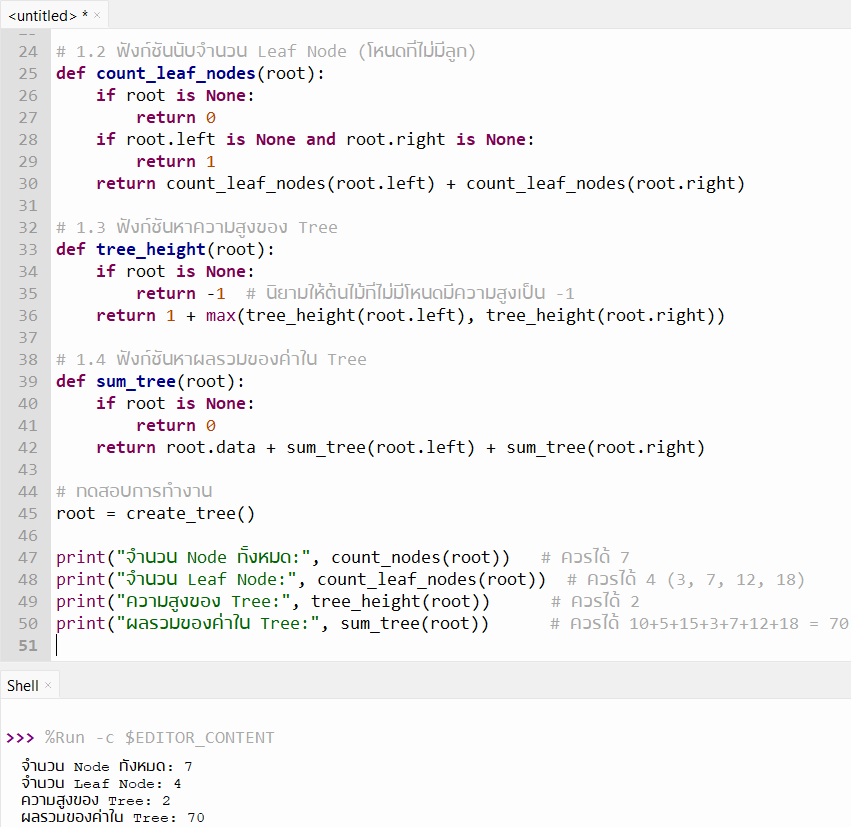 <untitled> * ×
24 # 1.2 ฟังก์ชันนับจำนวน Leaf Node (โหนดที่ไม่มีลูก)
25 def count_leaf_nodes(root):
26     if root is None:
27         return 0
28     if root.left is None and root.right is None:
29         return 1
30     return count_leaf_nodes(root.left) + count_leaf_nodes(root.right)
31
32 # 1.3 ฟังก์ชันหาความสูงของ Tree
33 def tree_height(root):
34     if root is None:
35         return -1  # นิยามให้ต้นไม้ที่ไม่มีโหนดมีความสูงเป็น -1
36     return 1 + max(tree_height(root.left), tree_height(root.right))
37
38 # 1.4 ฟังก์ชันหาผลรวมของค่าใน Tree
39 def sum_tree(root):
40     if root is None:
41         return 0
42     return root.data + sum_tree(root.left) + sum_tree(root.right)
43
44 # ทดสอบการทำงาน
45 root = create_tree()
46
47 print("จำนวน Node ทั้งหมด:", count_nodes(root))   # ควรได้ 7
48 print("จำนวน Leaf Node:", count_leaf_nodes(root))  # ควรได้ 4 (3, 7, 12, 18)
49 print("ความสูงของ Tree:", tree_height(root))      # ควรได้ 2
50 print("ผลรวมของค่าใน Tree:", sum_tree(root))      # ควรได้ 10+5+15+3+7+12+18 = 70
51
Shell ×
>>> %Run -c $EDITOR_CONTENT
จำนวน Node ทั้งหมด: 7
จำนวน Leaf Node: 4
ความสูงของ Tree: 2
ผลรวมของค่าใน Tree: 70